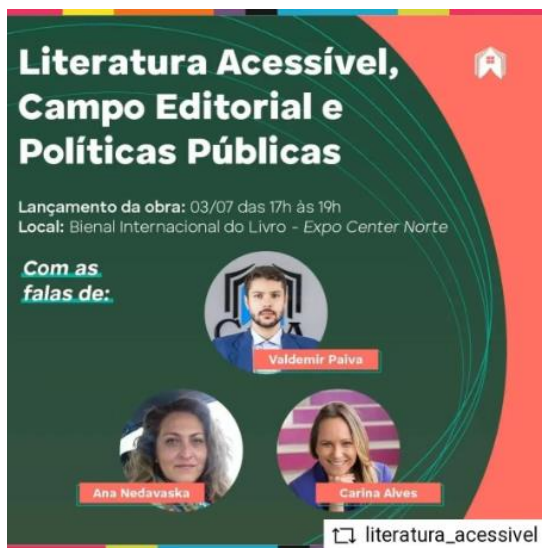 Literatura Acessível,
Campo Editorial e
Políticas Públicas
Lançamento da obra: 03/07 das 17h às 19h
Local: Bienal Internacional do Livro - Expo Center Norte
Com as
falas de:
Valdemir Paiva
Ana Nedavaska
Carina Alves
literatura_acessivel